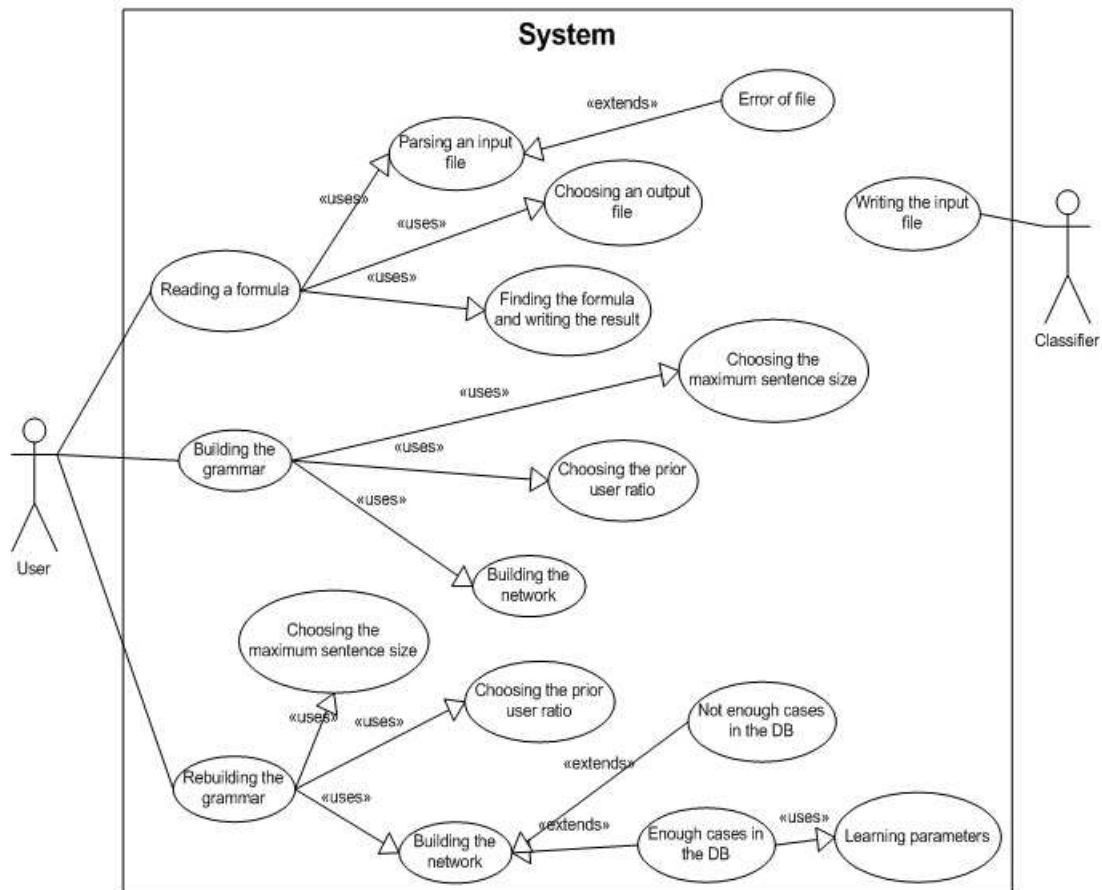 System
«extends»
Error of file
Parsing an input
file
«uses»
Choosing an output
file
«uses»
Writing the input
file
«uses»
Reading a formula
Finding the formula
and writing the result
Classifier
Choosing the
maximum sentence size
«uses»
«uses»
Building the
grammar
Choosing the prior
user ratio
«uses»
User
Building the
network
Choosing the
maximum sentence size
Choosing the prior
user ratio
«uses»
«uses»
Not enough cases
in the DB
«extends»
Rebuilding the
grammar
«uses»
«extends»
«uses»
Building the
network
Enough cases in
the DB
Learning parameters